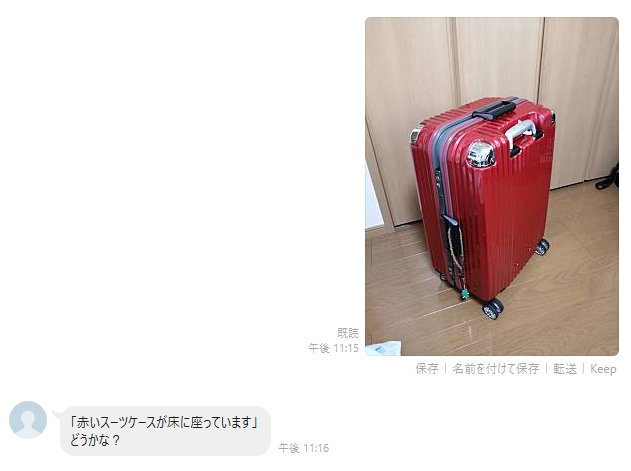 既読
午後 11:15
保存 | 名前を付けて保存 | 転送 | Keep
「赤いスーツケースが床に座っています」
どうかな？
午後 11:16